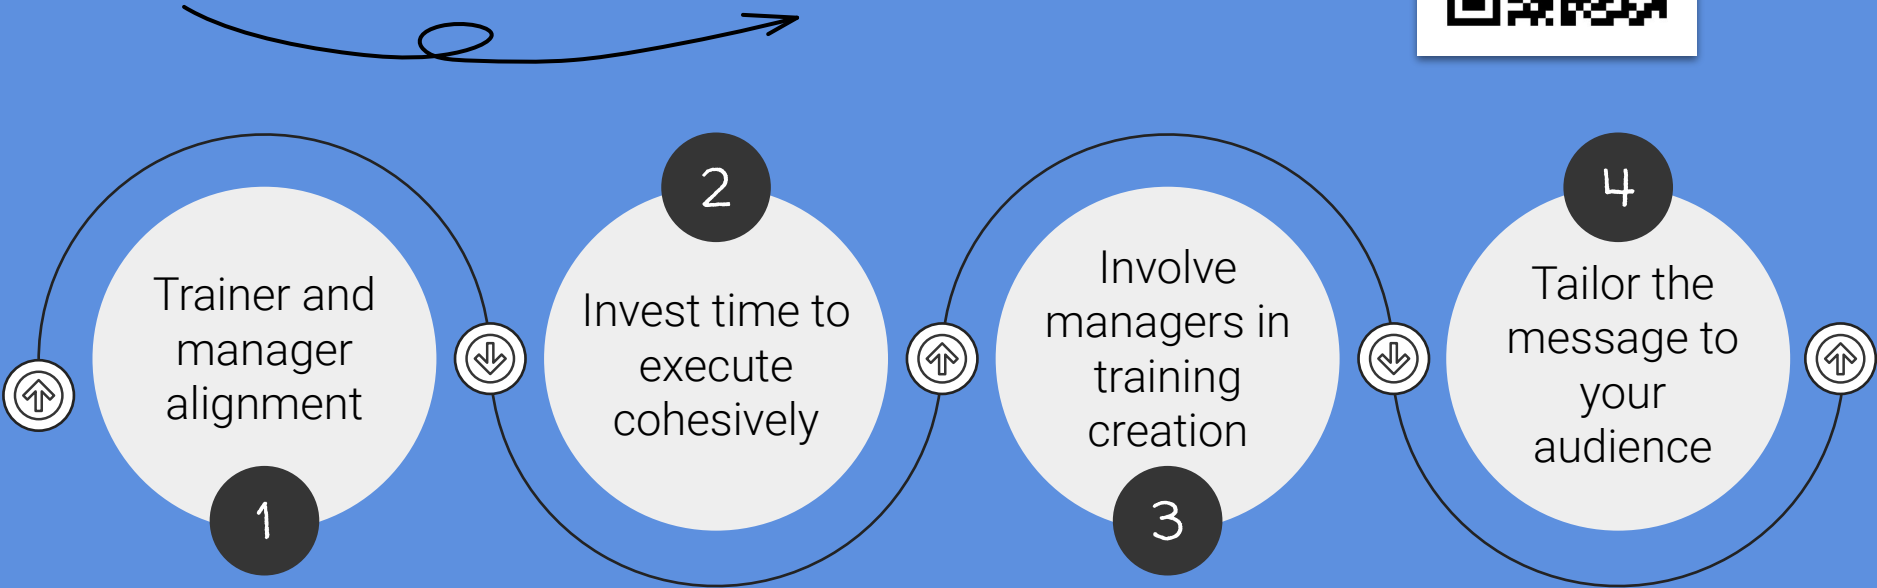 Trainer and
manager
alignment
1
2
Invest time to
execute
cohesively
Involve
managers in
training
creation
3
4
Tailor the
message to
your
audience